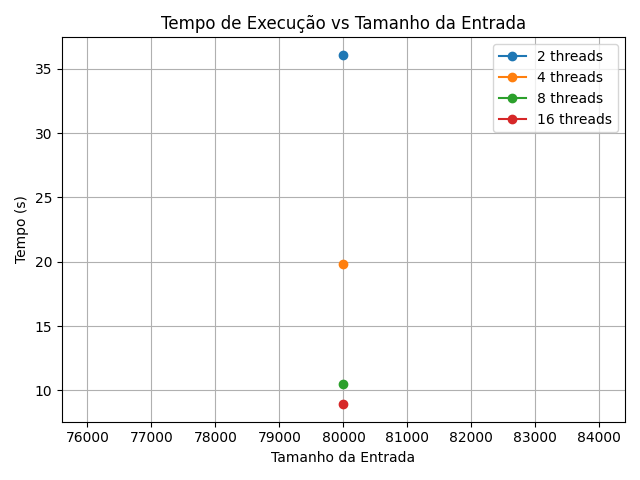 Tempo de Execução vs Tamanho da Entrada
2 threads
4 threads
8 threads
16 threads
Tempo (s)
35
30
25
20
15
10
76000 77000 78000 79000 80000 81000 82000 83000 84000
Tamanho da Entrada